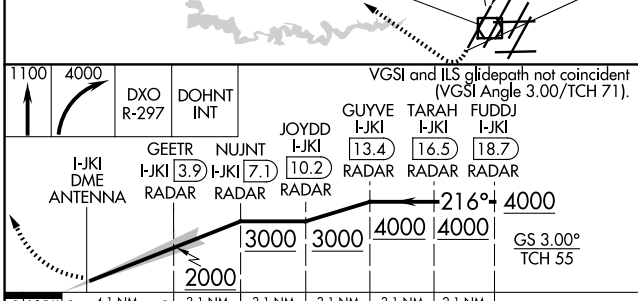 1100 4000 DXO R-297 DOHNT INT
VGSI and ILS glidepath not coincident
(VGSI Angle 3.00/TCH 71).
I-JKI DME ANTENNA
GEETR I-JKI 3.9 RADAR
NUJNT I-JKI 7.1 RADAR
JOYDD I-JKI 10.2 RADAR
GUYVE I-JKI 13.4 RADAR
TARAH I-JKI 16.5 RADAR
FUDDJ I-JKI 18.7 RADAR
216° 4000
2000 3000 3000 4000 4000
GS 3.00°
TCH 55